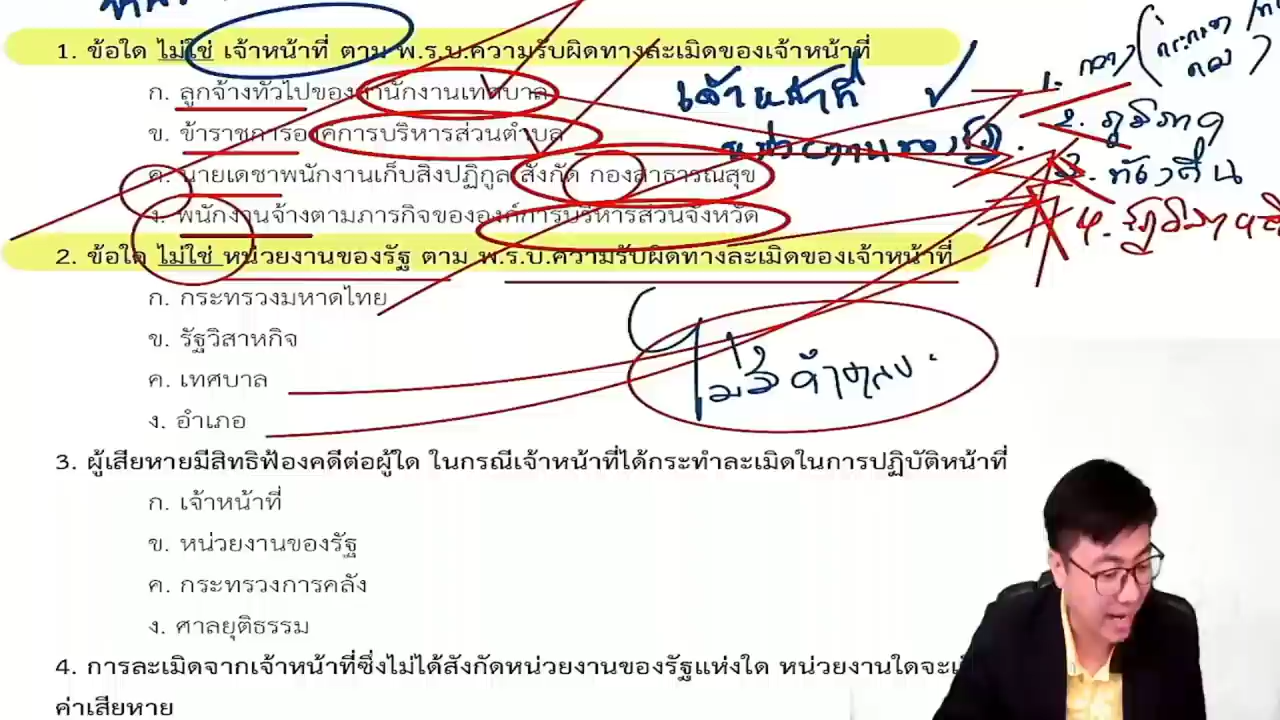 1. ข้อใด ไม่ใช่ เจ้าหน้าที่ ตาม พ.ร.บ.ความรับผิดทางละเมิดของเจ้าหน้าที่
ก. ลูกจ้างทั่วไปของสำนักงานเทศบาล
ข. ข้าราชการองค์การบริหารส่วนตำบล
ค. นายเดชาพนักงานเก็บสิ่งปฏิกูล สังกัด กองสาธารณสุข
ง. พนักงานจ้างตามภารกิจขององค์การบริหารส่วนจังหวัด
เจ้าหน้าที่
หน่วยงานของรัฐ
1. กลาง
2. ภูมิภาค
3. ท้องถิ่น
4. รัฐวิสาหกิ
2. ข้อใด ไม่ใช่ หน่วยงานของรัฐ ตาม พ.ร.บ.ความรับผิดทางละเมิดของเจ้าหน้าที่
ก. กระทรวงมหาดไทย
ข. รัฐวิสาหกิจ
ค. เทศบาล
ง. อำเภอ
ไม่มีคำตอบ
3. ผู้เสียหายมีสิทธิฟ้องคดีต่อผู้ใด ในกรณีเจ้าหน้าที่ได้กระทำละเมิดในการปฏิบัติหน้าที่
ก. เจ้าหน้าที่
ข. หน่วยงานของรัฐ
ค. กระทรวงการคลัง
ง. ศาลยุติธรรม
4. การละเมิดจากเจ้าหน้าที่ซึ่งไม่ได้สังกัดหน่วยงานของรัฐแห่งใด หน่วยงานใดจะ
ค่าเสียหาย